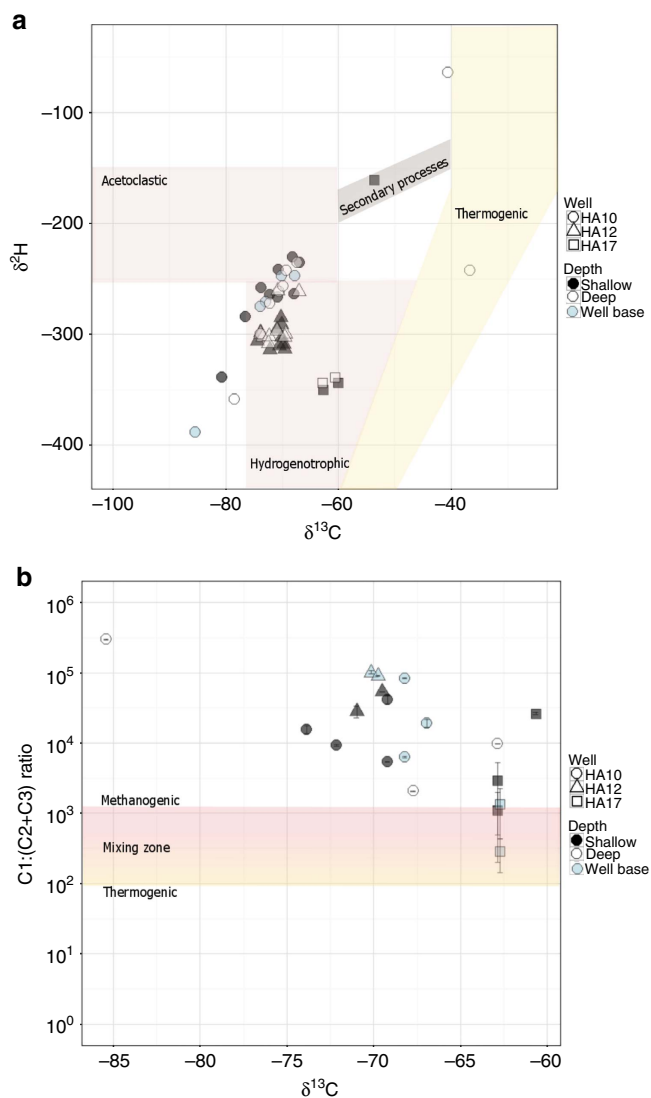 a
−100
−200
−300
−400
δ²H
Acetoclastic
Secondary processes
Thermogenic
Hydrogenotrophic
−100
−80
−60
−40
δ¹³C
Well
HA10
HA12
HA17
Depth
Shallow
Deep
Well base
b
10⁶
10⁵
10⁴
10³
10²
10¹
10⁰
C1:(C2+C3) ratio
Methanogenic
Mixing zone
Thermogenic
−85
−80
−75
−70
−65
−60
δ¹³C
Well
HA10
HA12
HA17
Depth
Shallow
Deep
Well base